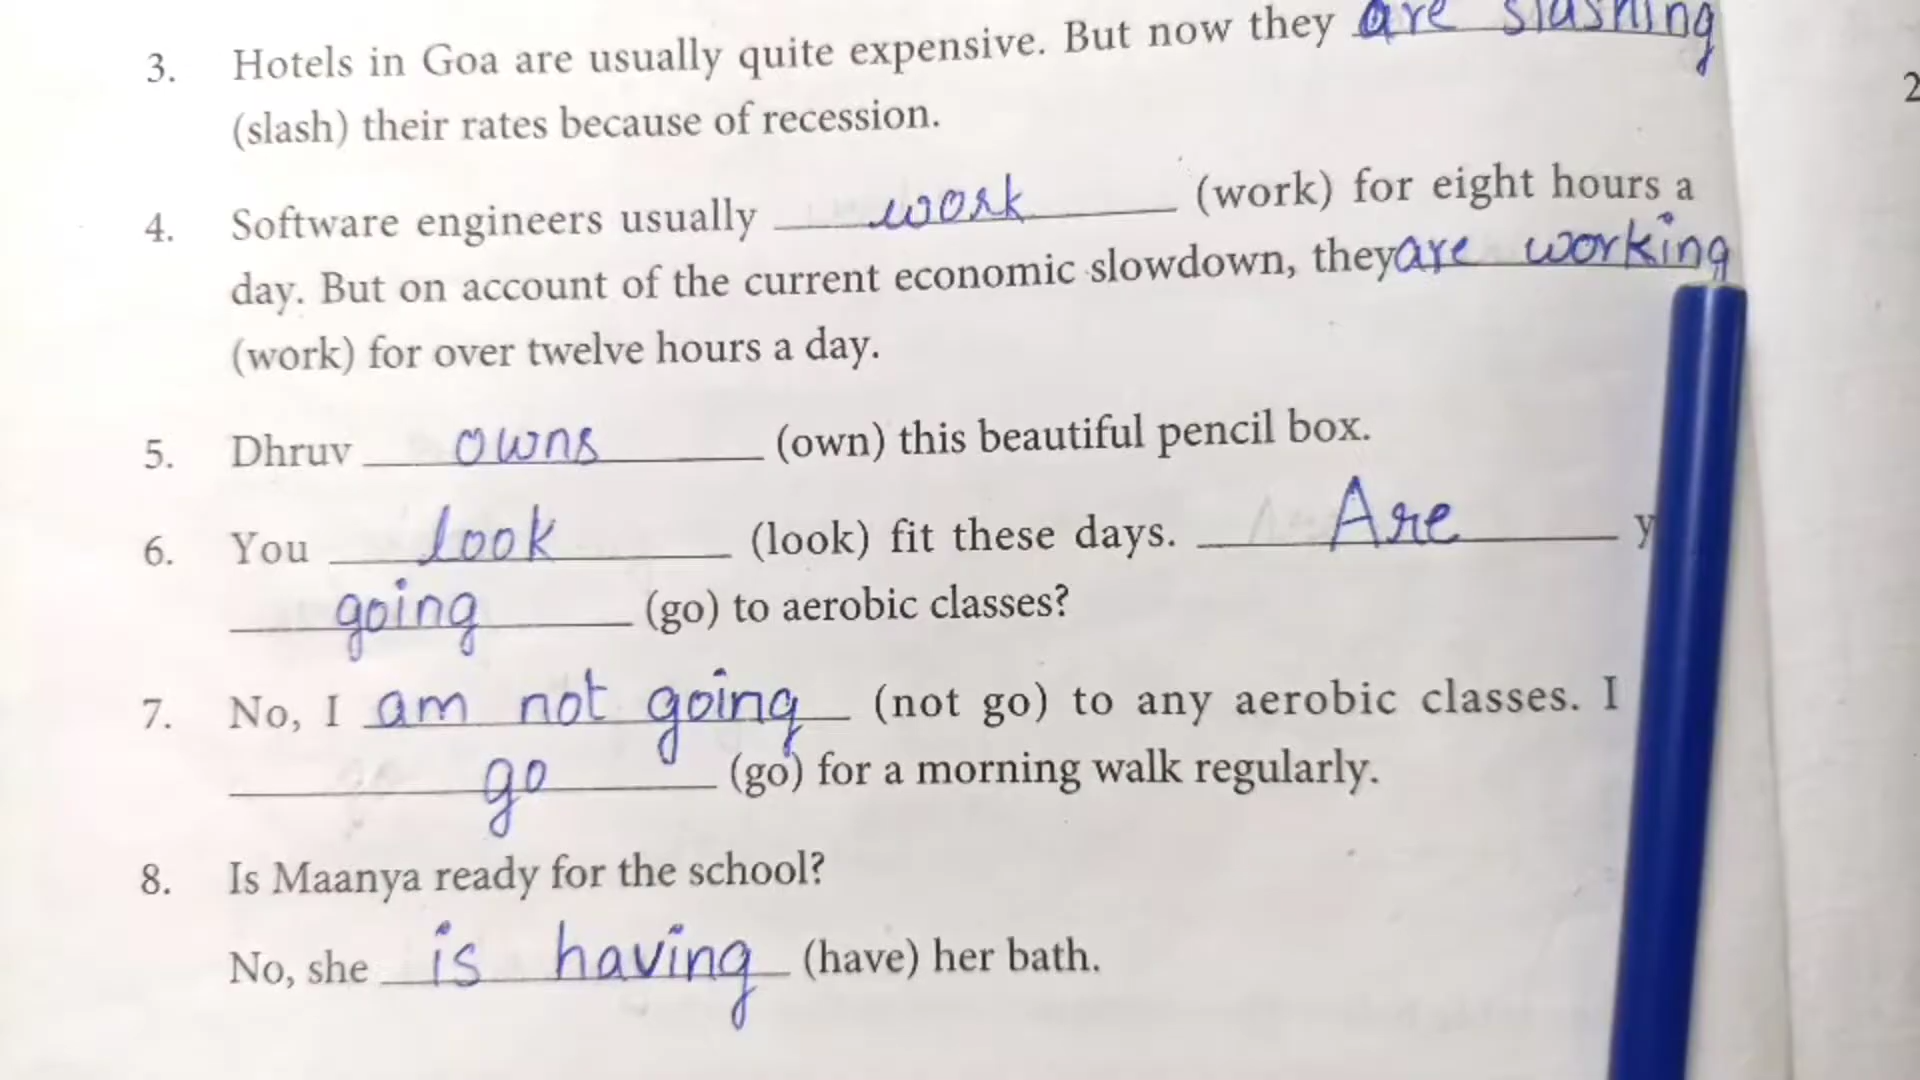 3. Hotels in Goa are usually quite expensive. But now they are slashing
(slash) their rates because of recession.
4. Software engineers usually work (work) for eight hours a
day. But on account of the current economic slowdown, they are working
(work) for over twelve hours a day.
5. Dhruv owns (own) this beautiful pencil box.
6. You look (look) fit these days. Are y
going (go) to aerobic classes?
7. No, I am not going (not go) to any aerobic classes. I
go (go) for a morning walk regularly.
8. Is Maanya ready for the school?
No, she is having (have) her bath.
2